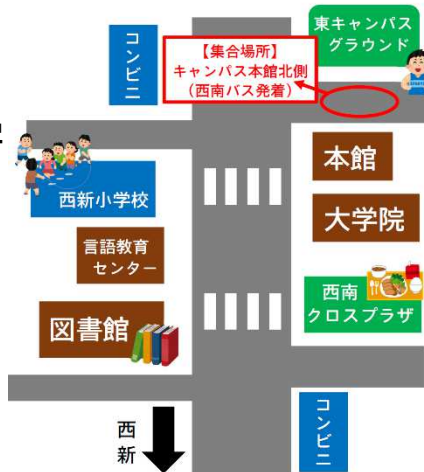 コンビニ
【集合場所】
キャンパス本館北側
（西南バス発着）
東キャンパス
グラウンド
本館
大学院
西新小学校
言語教育
センター
図書館
西南
クロスプラザ
西新
コンビニ